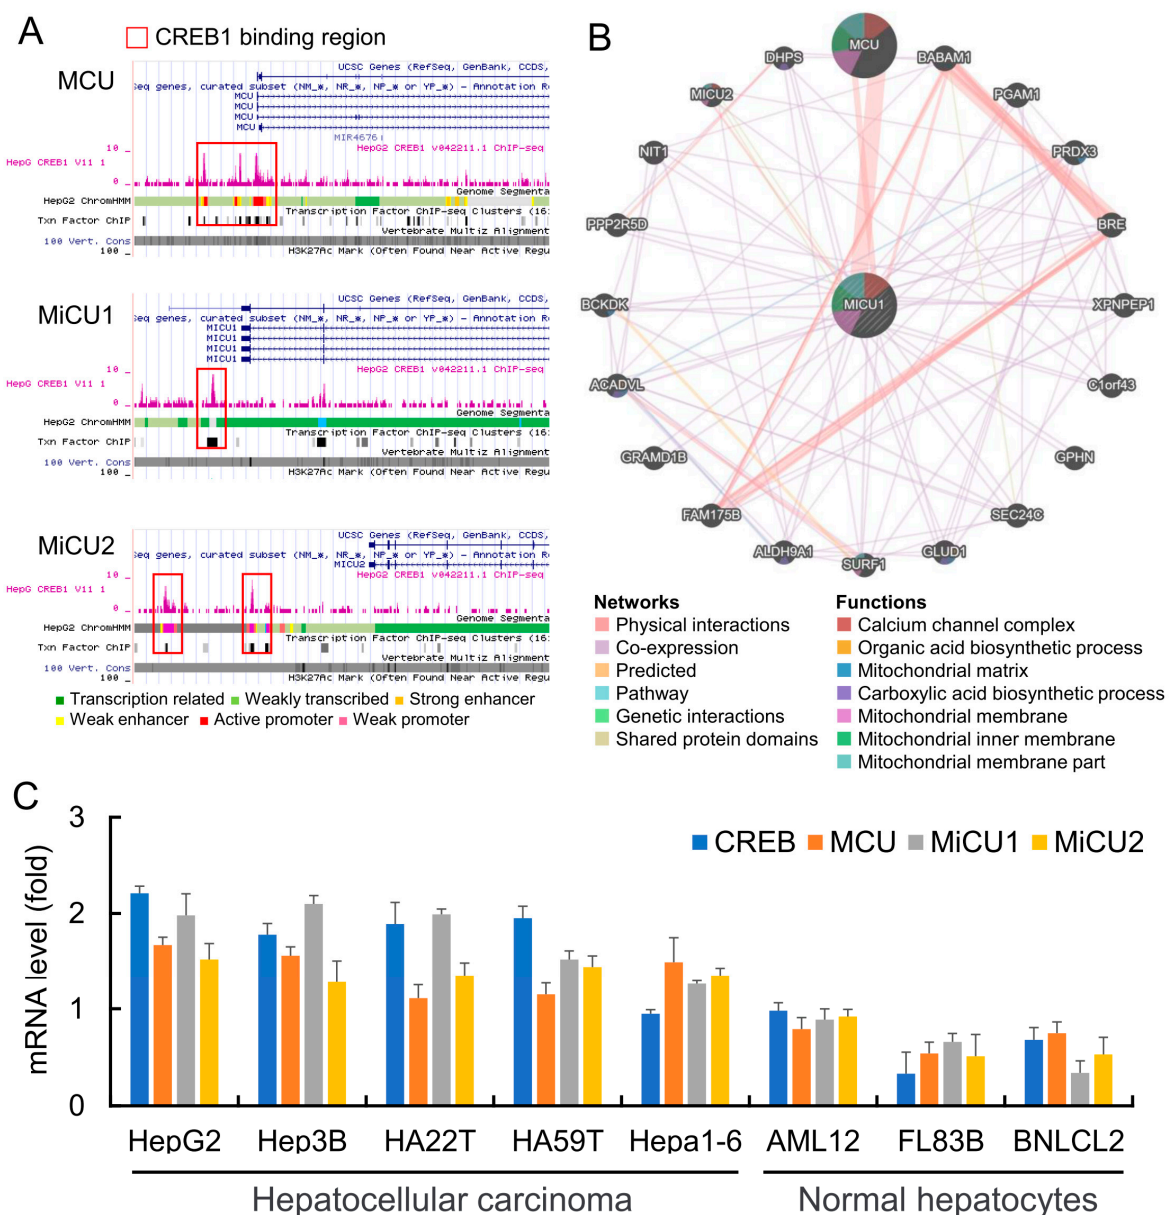 A
CREB1 binding region
MCU
UCSC Genes (RefSeq, GenBank, CCDS,
Seq genes, curated subset (NM_*, NR_*, NP_* or YP_*) - Annotation Re
MCU
MCU
MCU
MCU
MIR4676
HepG2 CREB1 v042211.1 ChIP-seq
10 _
HepG CREB1 V11 1
0 _
Genome Segmenta
HepG2 ChromHMM
Transcription Factor ChIP-seq Clusters (161
Txn Factor ChIP
Vertebrate Multiz Alignment
100 Vert. Cons
100 _
H3K27Ac Mark (Often Found Near Active Regu
MiCU1
UCSC Genes (RefSeq, GenBank, CCDS,
Seq genes, curated subset (NM_*, NR_*, NP_* or YP_*) - Annotation Re
MICU1
MICU1
MICU1
MICU1
HepG2 CREB1 v042211.1 ChIP-seq
10 _
HepG CREB1 V11 1
0 _
Genome Segmenta
HepG2 ChromHMM
Transcription Factor ChIP-seq Clusters (161
Txn Factor ChIP
Vertebrate Multiz Alignment
100 Vert. Cons
100 _
H3K27Ac Mark (Often Found Near Active Regu
MiCU2
UCSC Genes (RefSeq, GenBank, CCDS,
Seq genes, curated subset (NM_*, NR_*, NP_* or YP_*) - Annotation Re
MICU2
HepG2 CREB1 v042211.1 ChIP-seq
10 _
HepG CREB1 V11 1
0 _
Genome Segmenta
HepG2 ChromHMM
Transcription Factor ChIP-seq Clusters (161
Txn Factor ChIP
Vertebrate Multiz Alignment
100 Vert. Cons
100 _
H3K27Ac Mark (Often Found Near Active Regu
Transcription related Weakly transcribed Strong enhancer
Weak enhancer Active promoter Weak promoter
B
MCU
DHPS
BABAM1
MICU2
PGAM1
NIT1
PRDX3
PPP2R5D
BRE
BCKDK
MICU1
XPNPEP1
ACADVL
C1orf43
GRAMD1B
GPHN
FAM175B
SEC24C
ALDH9A1
SURF1
GLUD1
Networks
Physical interactions
Co-expression
Predicted
Pathway
Genetic interactions
Shared protein domains
Functions
Calcium channel complex
Organic acid biosynthetic process
Mitochondrial matrix
Carboxylic acid biosynthetic process
Mitochondrial membrane
Mitochondrial inner membrane
Mitochondrial membrane part
C
CREB MCU MiCU1 MiCU2
mRNA level (fold)
3
2
1
0
HepG2 Hep3B HA22T HA59T Hepa1-6 AML12 FL83B BNLCL2
Hepatocellular carcinoma Normal hepatocytes